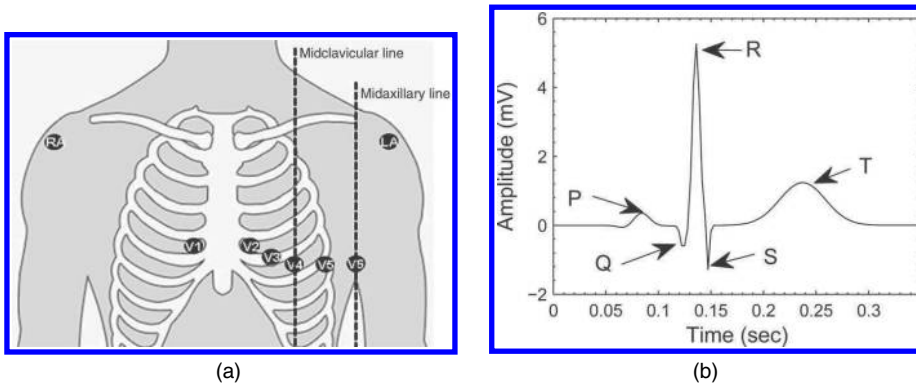 Midclavicular line
Midaxillary line
RA
LA
V1
V2
V3
V4
V5
V5
(a)
6
4
2
0
−2
Amplitude (mV)
R
P
T
Q
S
0
0.05
0.1
0.15
0.2
0.25
0.3
Time (sec)
(b)